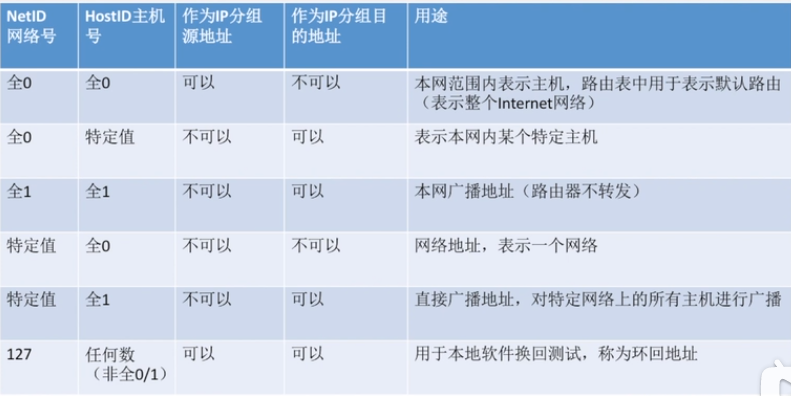 NetID 网络号 HostID主机号 作为IP分组源地址 作为IP分组目的地址 用途
全0 全0 可以 不可以 本网范围内表示主机，路由表中用于表示默认路由
（表示整个Internet网络）
全0 特定值 不可以 可以 表示本网内某个特定主机
全1 全1 不可以 可以 本网广播地址（路由器不转发）
特定值 全0 不可以 不可以 网络地址，表示一个网络
特定值 全1 不可以 可以 直接广播地址，对特定网络上的所有主机进行广播
127 任何数（非全0/1） 可以 可以 用于本地软件换回测试，称为环回地址